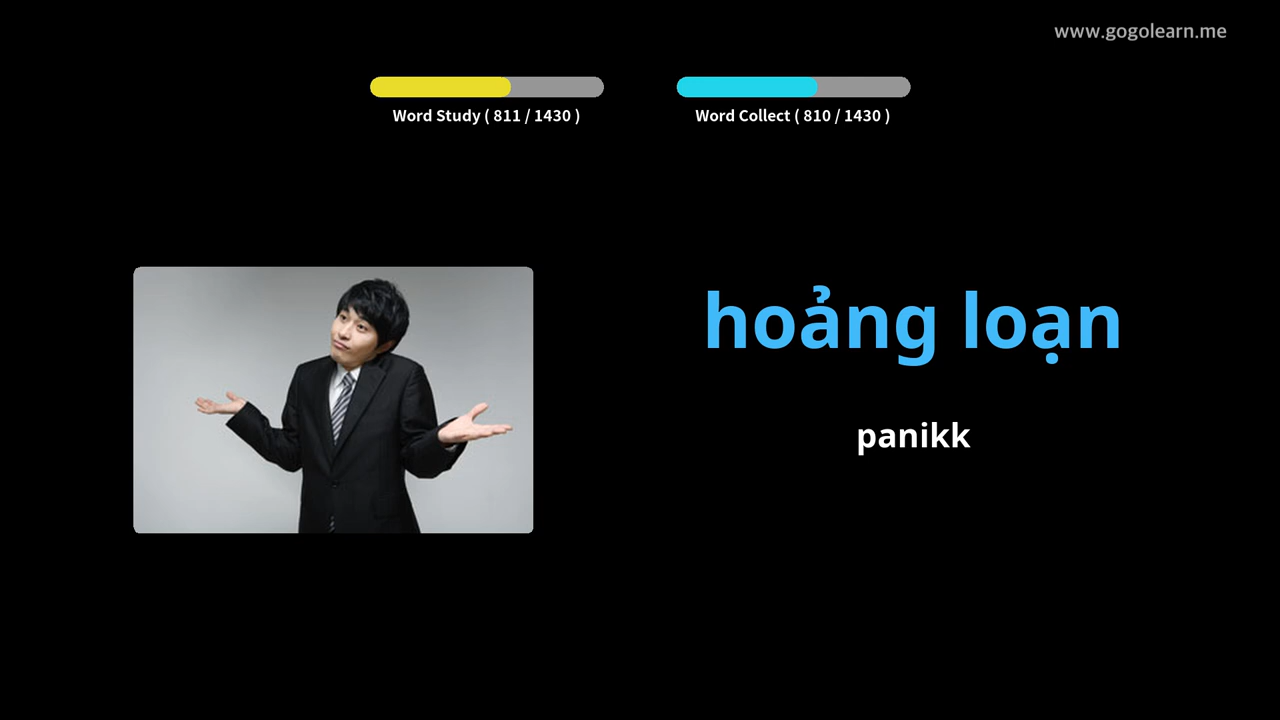 www.gogolearn.me
Word Study ( 811 / 1430 )
Word Collect ( 810 / 1430 )
hoảng loạn
panikk